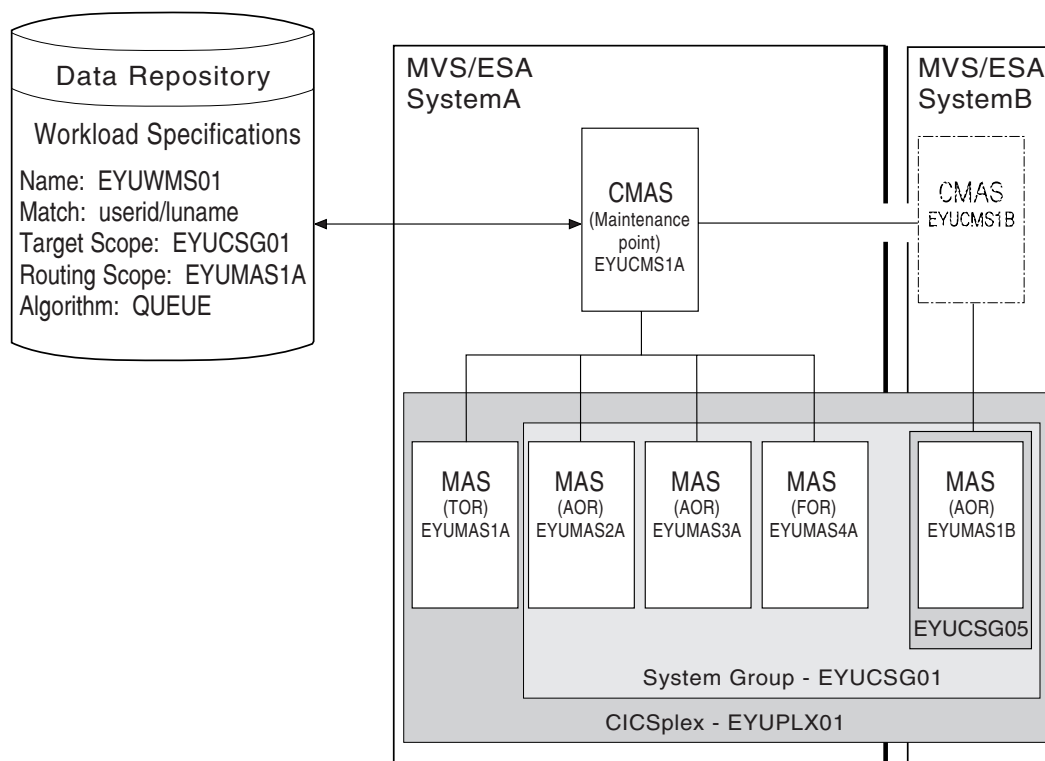 Data Repository
Workload Specifications
Name: EYUWMS01
Match: userid/luname
Target Scope: EYUCSG01
Routing Scope: EYUMAS1A
Algorithm: QUEUE
MVS/ESA
SystemA
MVS/ESA
SystemB
CMAS
(Maintenance
point)
EYUCMS1A
CMAS
EYUCMS1B
MAS
(TOR)
EYUMAS1A
MAS
(AOR)
EYUMAS2A
MAS
(AOR)
EYUMAS3A
MAS
(FOR)
EYUMAS4A
MAS
(AOR)
EYUMAS1B
EYUCSG05
System Group - EYUCSG01
CICSplex - EYUPLX01